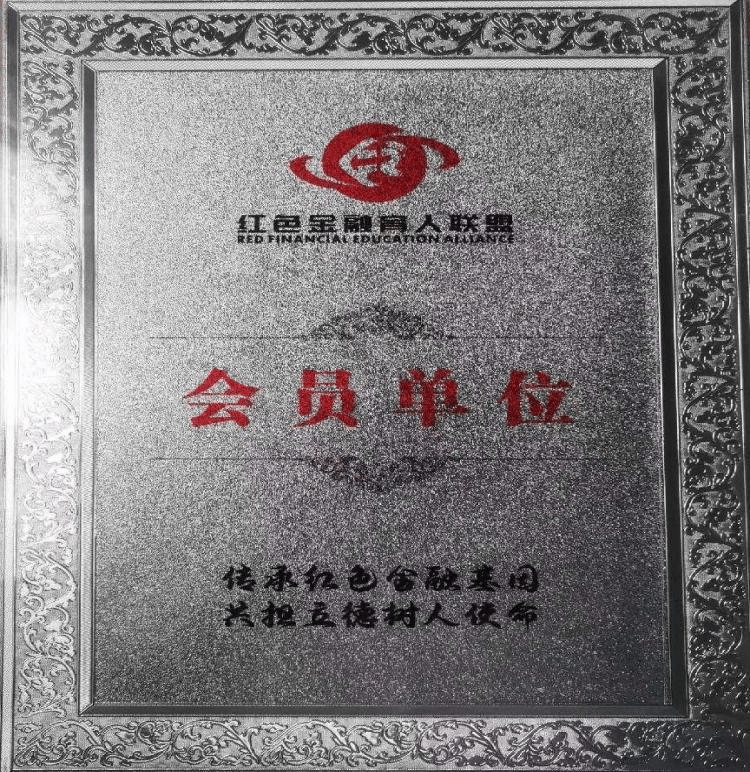 红色金融育人联盟
RED FINANCIAL EDUCATION ALLIANCE
会员单位
传承红色金融基因
共担立德树人使命